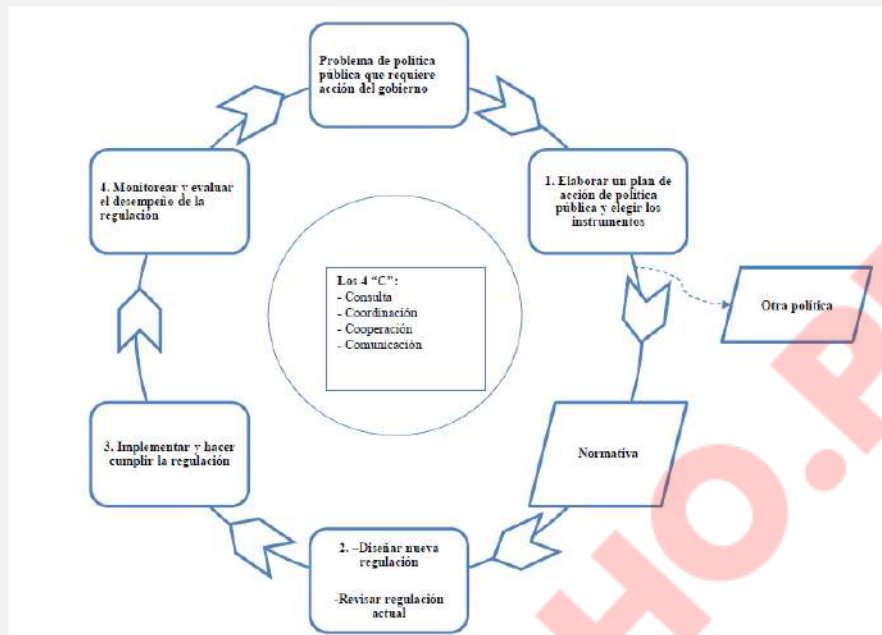 Problema de política
pública que requiere
acción del gobierno
1. Elaborar un plan de
acción de política
pública y elegir los
instrumentos
Otra política
Normativa
2. –Diseñar nueva
regulación
-Revisar regulación
actual
3. Implementar y hacer
cumplir la regulación
4. Monitorear y evaluar
el desempeño de la
regulación
Los 4 “C”:
- Consulta
- Coordinación
- Cooperación
- Comunicación
HO.P